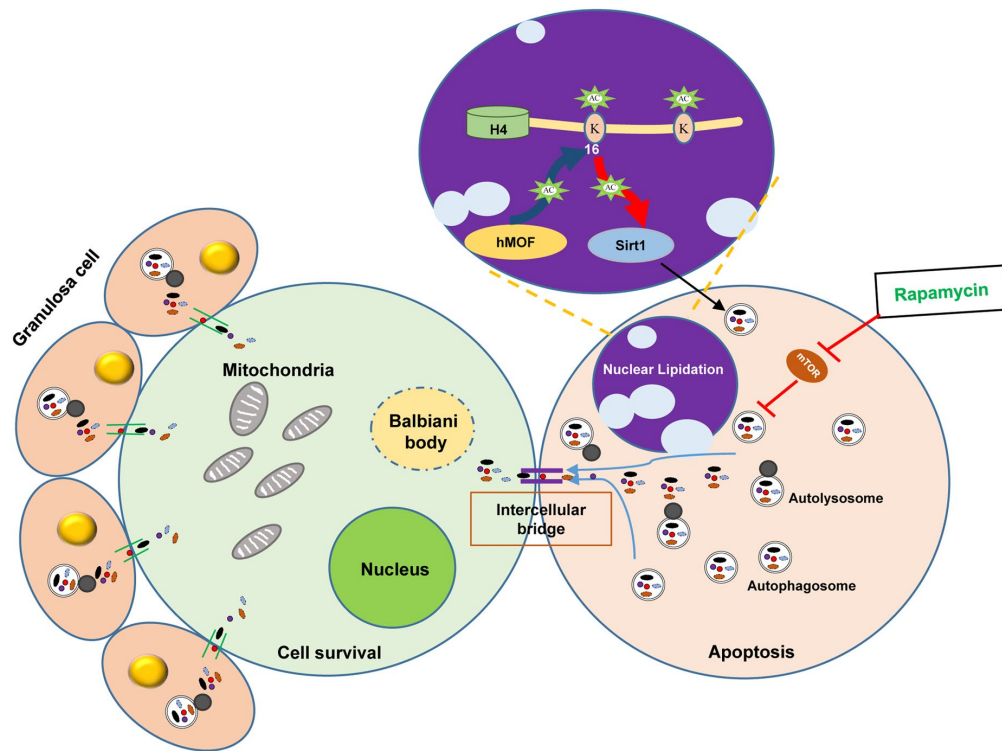 AC
AC
H4
K
K
16
AC
AC
hMOF
Sirt1
Granulosa cell
Rapamycin
mTOR
Nuclear Lipidation
Mitochondria
Balbiani
body
Autolysosome
Intercellular
bridge
Nucleus
Autophagosome
Cell survival
Apoptosis